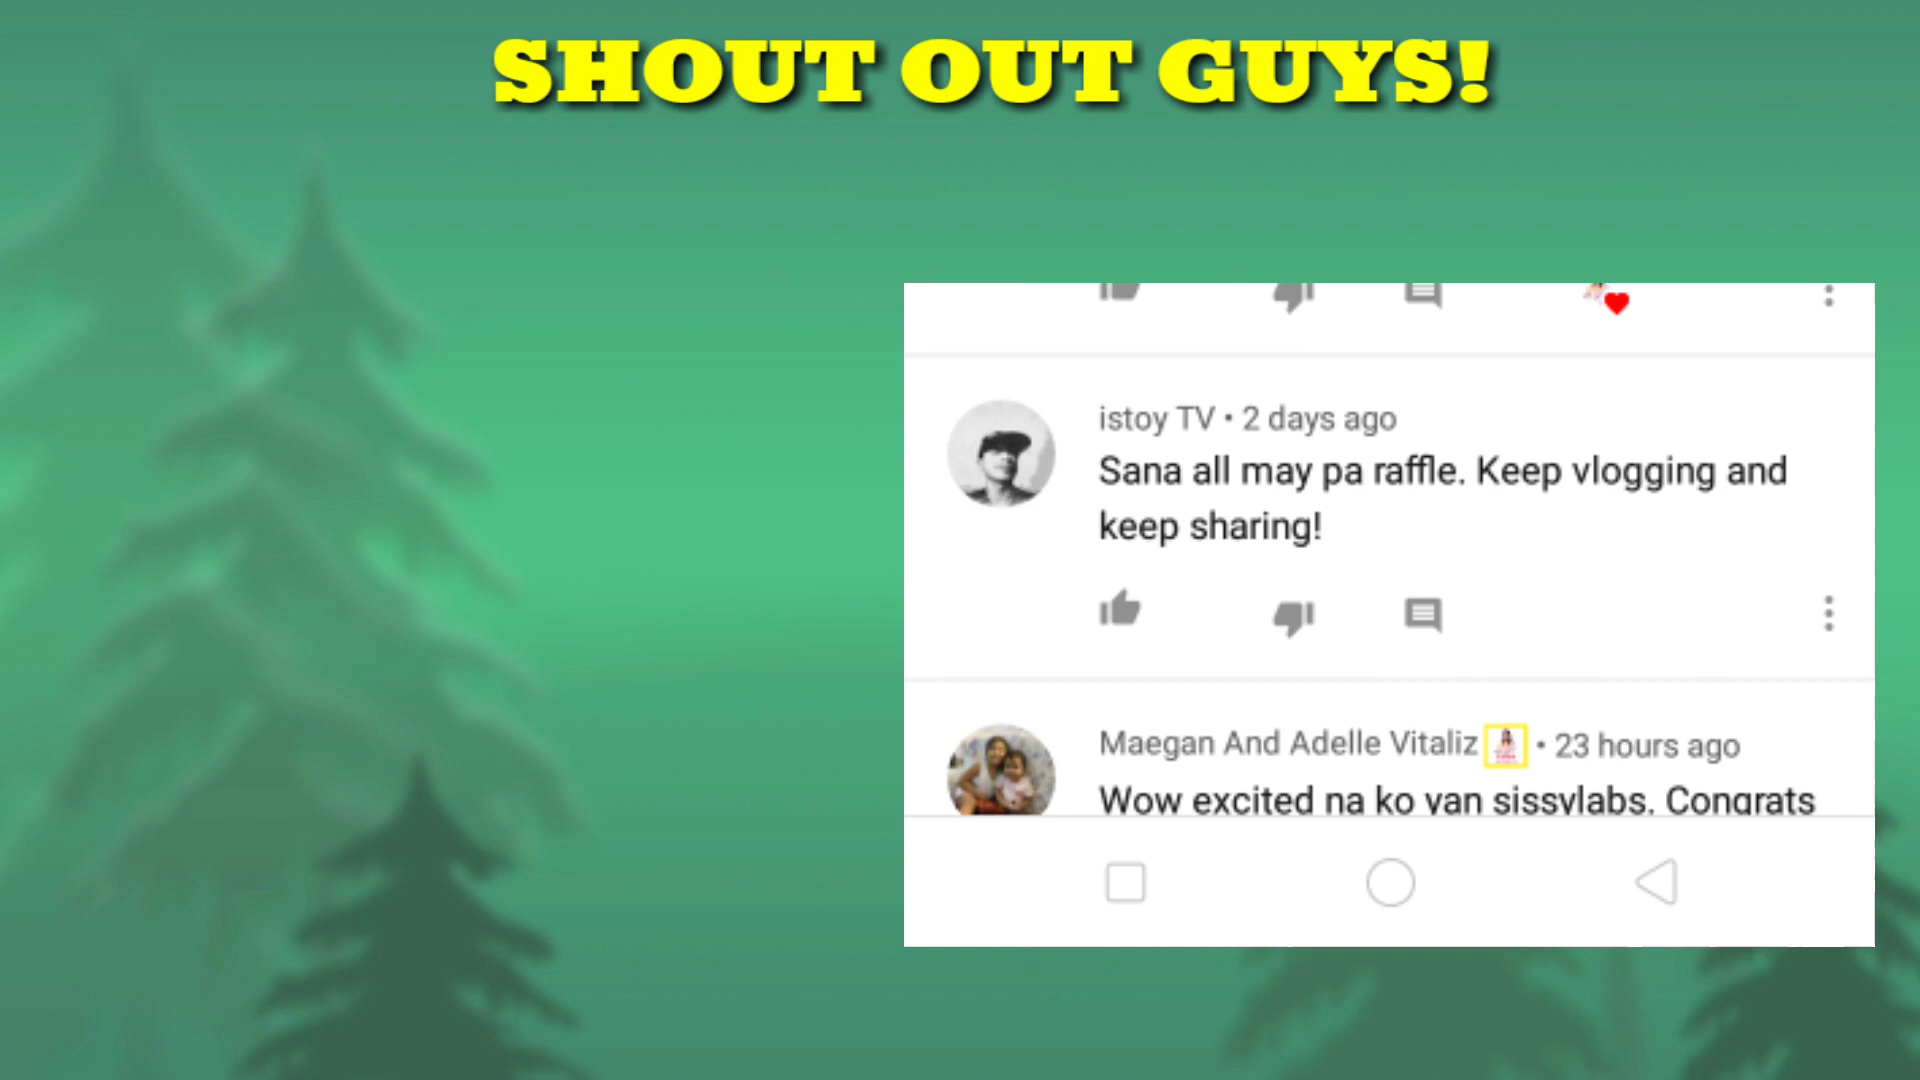 SHOUT OUT GUYS!
istoy TV • 2 days ago
Sana all may pa raffle. Keep vlogging and
keep sharing!
Maegan And Adelle Vitaliz • 23 hours ago
Wow excited na ko yan sissylabs. Congrats